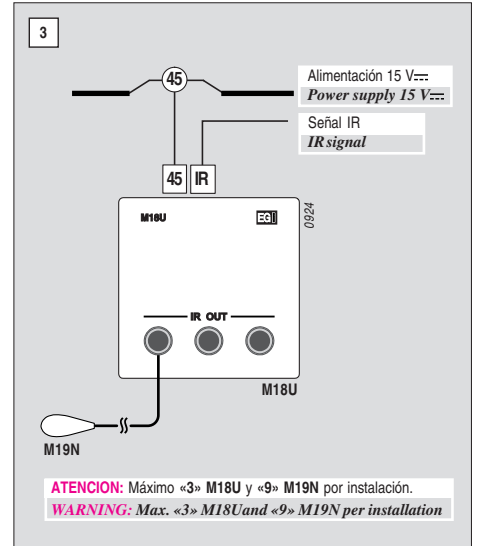 3
45
Alimentación 15 V⎓
Power supply 15 V⎓
Señal IR
IR signal
45 IR
M18U EGI
0924
IR OUT
M18U
M19N
ATENCION: Máximo «3» M18U y «9» M19N por instalación.
WARNING: Max. «3» M18Uand «9» M19N per installation